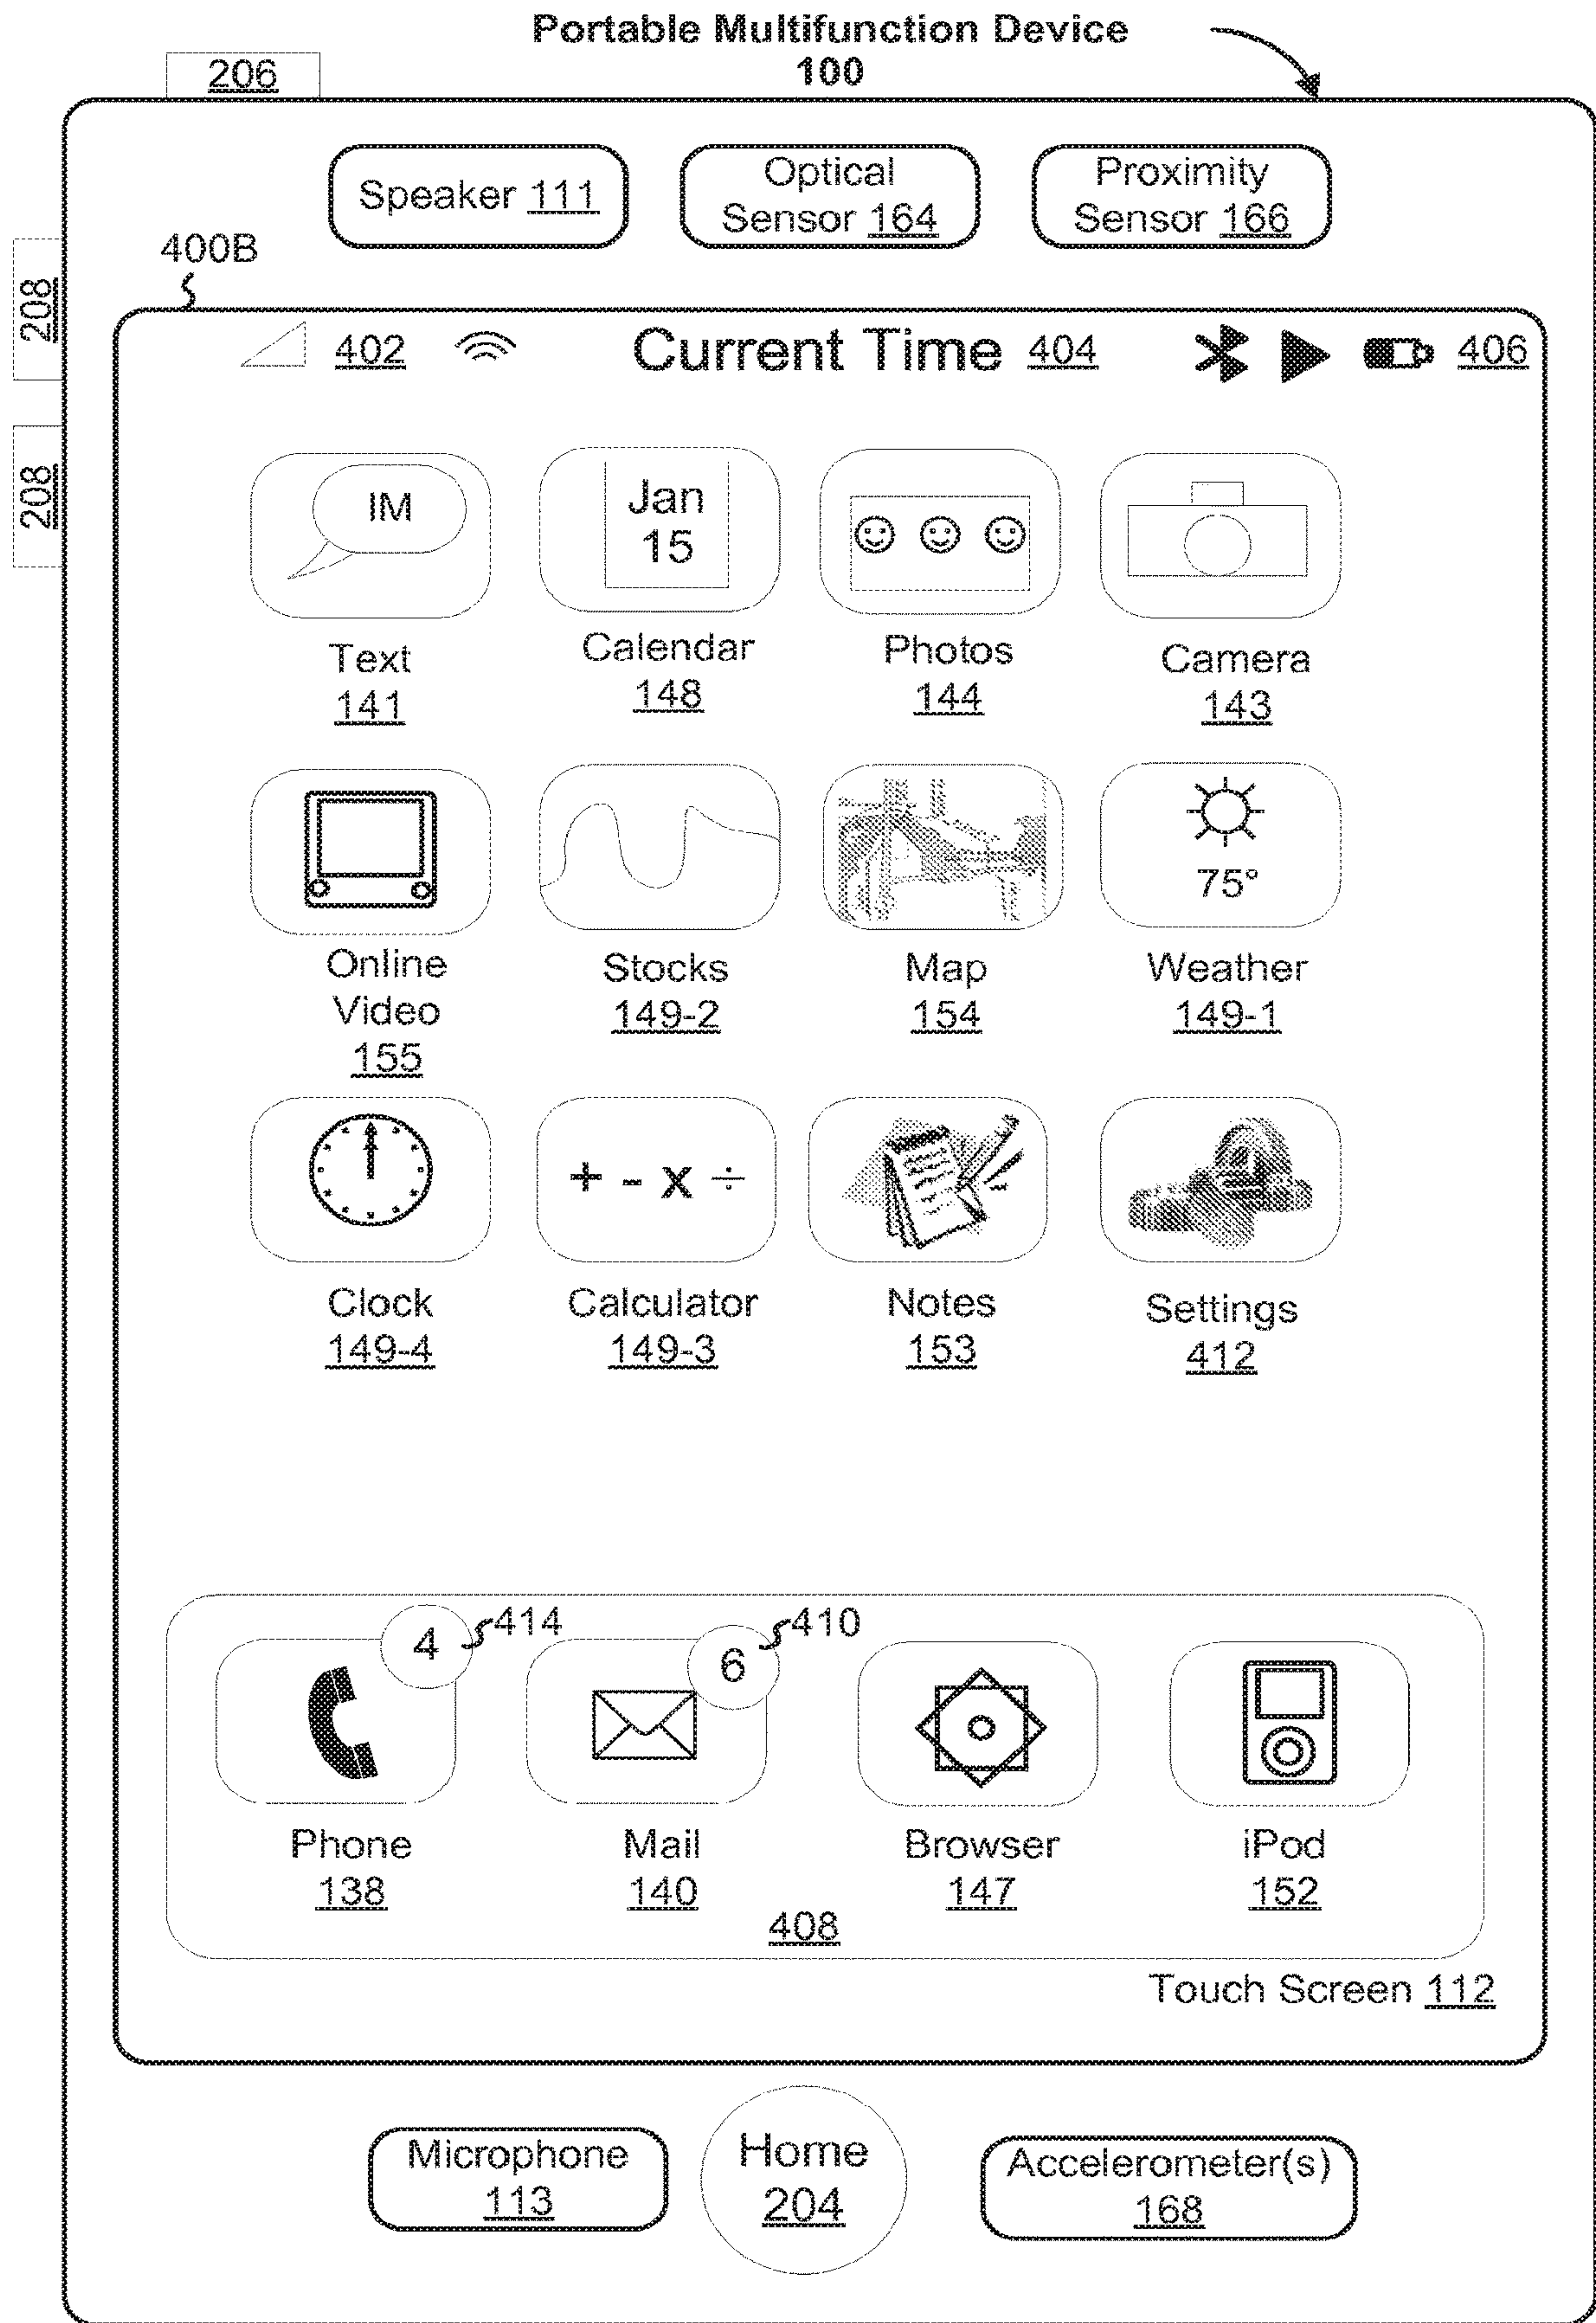 Portable Multifunction Device
100
206
Speaker 111
Optical
Sensor 164
Proximity
Sensor 166
400B
208
208
402
Current Time 404
406
IM
Jan
15
Text
141
Calendar
148
Photos
144
Camera
143
75°
Online
Video
155
Stocks
149-2
Map
154
Weather
149-1
+ - x ÷
Clock
149-4
Calculator
149-3
Notes
153
Settings
412
4
414
6
410
Phone
138
Mail
140
Browser
147
iPod
152
408
Touch Screen 112
Microphone
113
Home
204
Accelerometer(s)
168